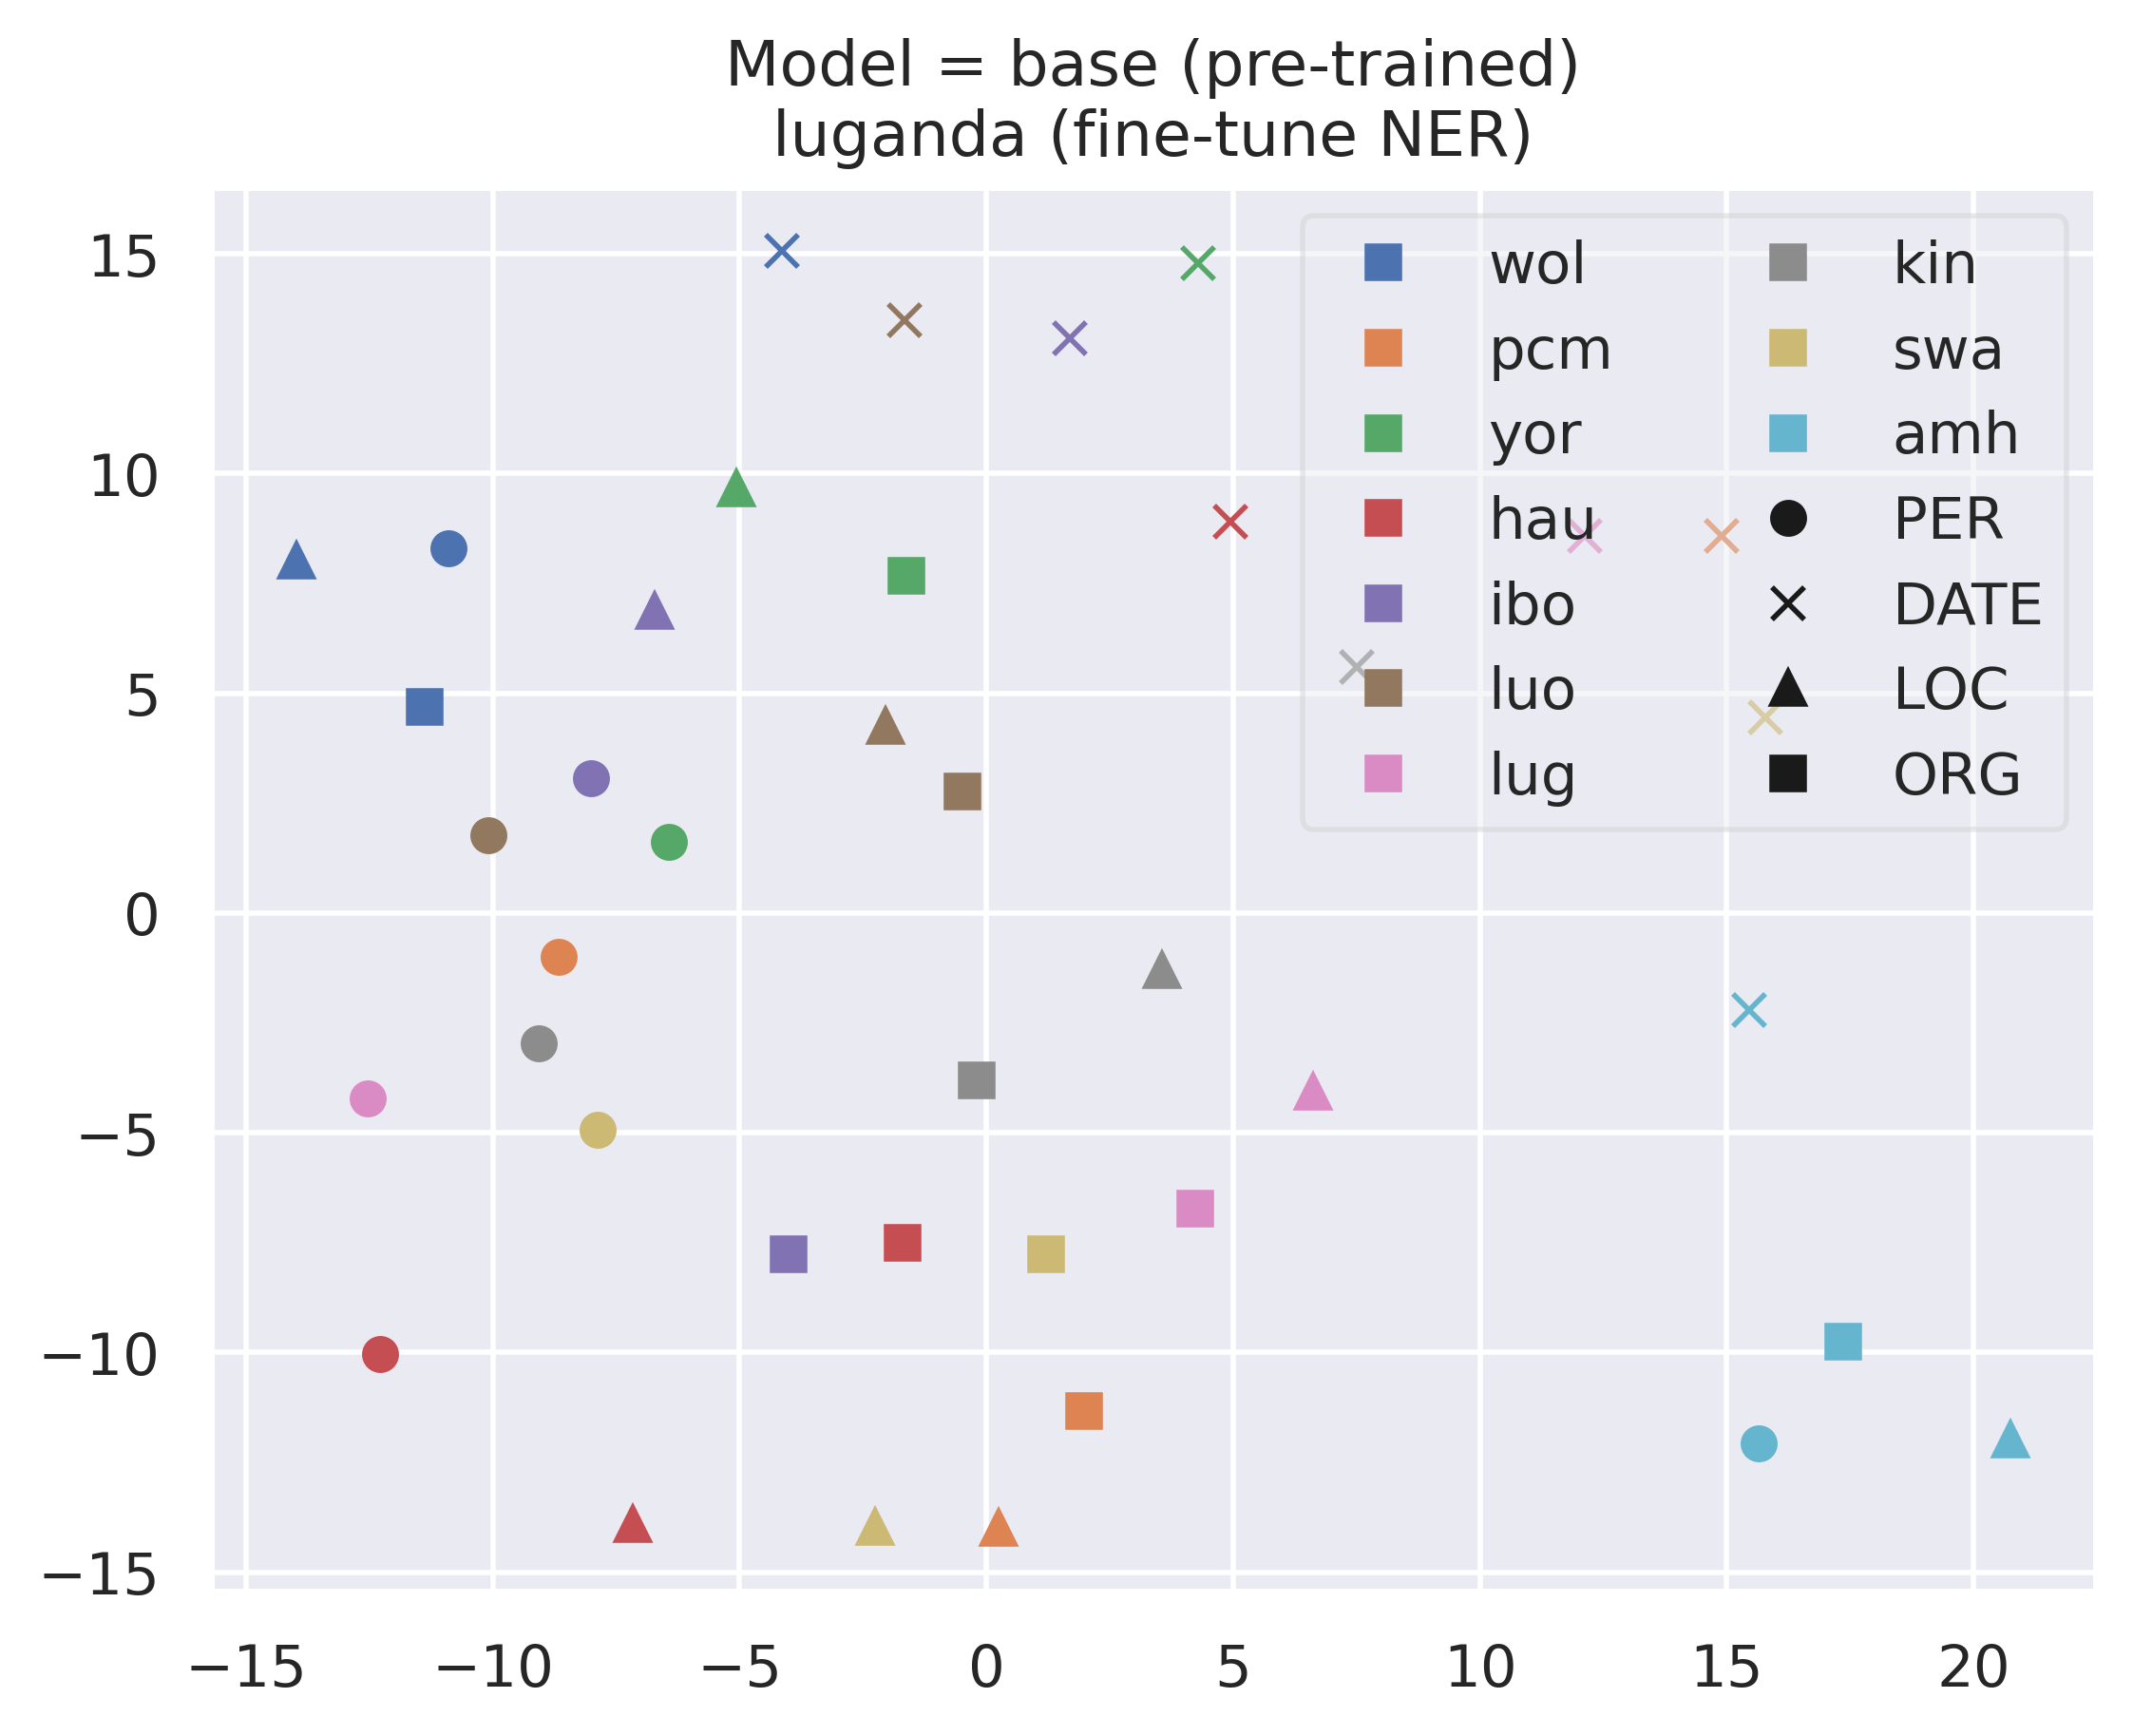 Model = base (pre-trained)
luganda (fine-tune NER)
15
10
5
0
−5
−10
−15
−15 −10 −5 0 5 10 15 20
wol
pcm
yor
hau
ibo
luo
lug
kin
swa
amh
PER
DATE
LOC
ORG